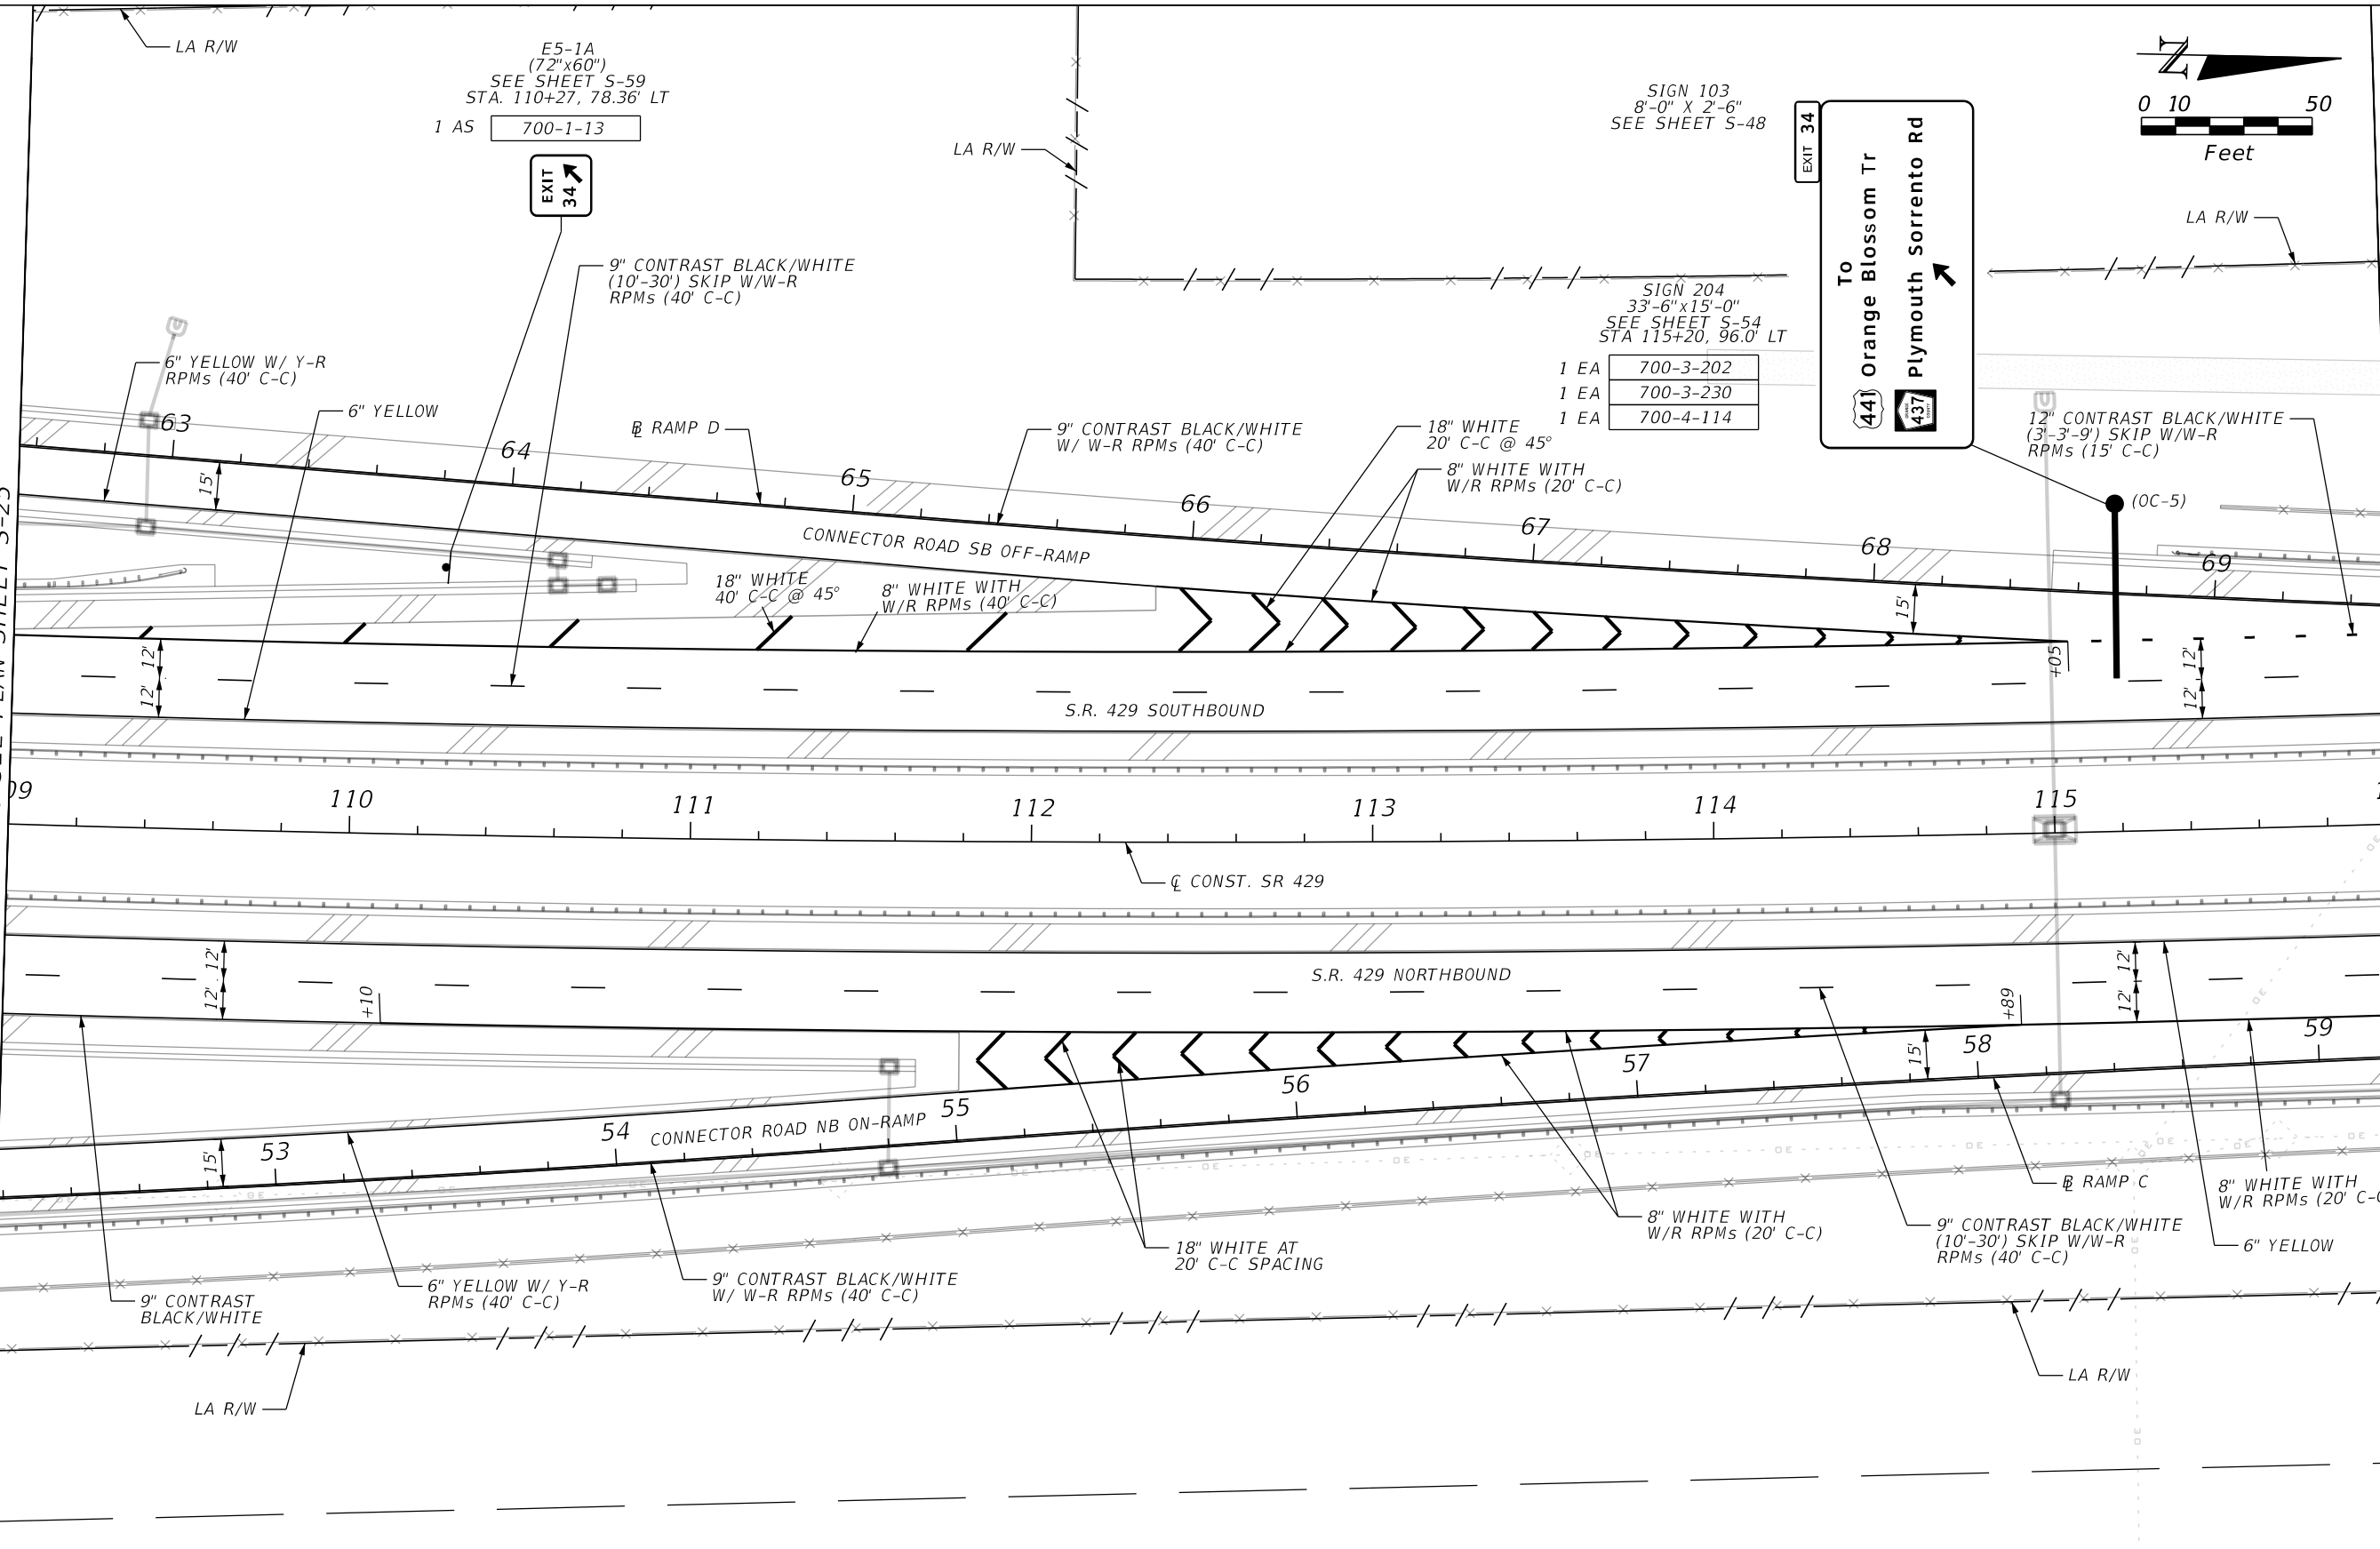 LA R/W
E5-1A
(72"x60")
SEE SHEET S-59
STA. 110+27, 78.36' LT
1 AS 700-1-13
EXIT
34
LA R/W
SIGN 103
8'-0" X 2'-6"
SEE SHEET S-48
EXIT 34
To
Orange Blossom Tr
Plymouth Sorrento Rd
441
437
N
0 10 50
Feet
LA R/W
9" CONTRAST BLACK/WHITE
(10'-30') SKIP W/W-R
RPMs (40' C-C)
SIGN 204
33'-6"x15'-0"
SEE SHEET S-54
STA 115+20, 96.0' LT
1 EA 700-3-202
1 EA 700-3-230
1 EA 700-4-114
6" YELLOW W/ Y-R
RPMs (40' C-C)
6" YELLOW
BL RAMP D
9" CONTRAST BLACK/WHITE
W/ W-R RPMs (40' C-C)
18" WHITE
20' C-C @ 45°
8" WHITE WITH
W/R RPMs (20' C-C)
12" CONTRAST BLACK/WHITE
(3'-3'-9') SKIP W/W-R
RPMs (15' C-C)
(OC-5)
63
64
65
66
67
68
69
15'
CONNECTOR ROAD SB OFF-RAMP
18" WHITE
40' C-C @ 45°
8" WHITE WITH
W/R RPMs (40' C-C)
15'
12'
12'
+05
12'
12'
S.R. 429 SOUTHBOUND
09
110
111
112
113
114
115
CL CONST. SR 429
S.R. 429 NORTHBOUND
12'
12'
+10
+89
12'
12'
15'
15'
53
54
55
56
57
58
59
CONNECTOR ROAD NB ON-RAMP
BL RAMP C
8" WHITE WITH
W/R RPMs (20' C-C
8" WHITE WITH
W/R RPMs (20' C-C)
9" CONTRAST BLACK/WHITE
(10'-30') SKIP W/W-R
RPMs (40' C-C)
6" YELLOW
18" WHITE AT
20' C-C SPACING
9" CONTRAST BLACK/WHITE
W/ W-R RPMs (40' C-C)
6" YELLOW W/ Y-R
RPMs (40' C-C)
9" CONTRAST
BLACK/WHITE
LA R/W
LA R/W